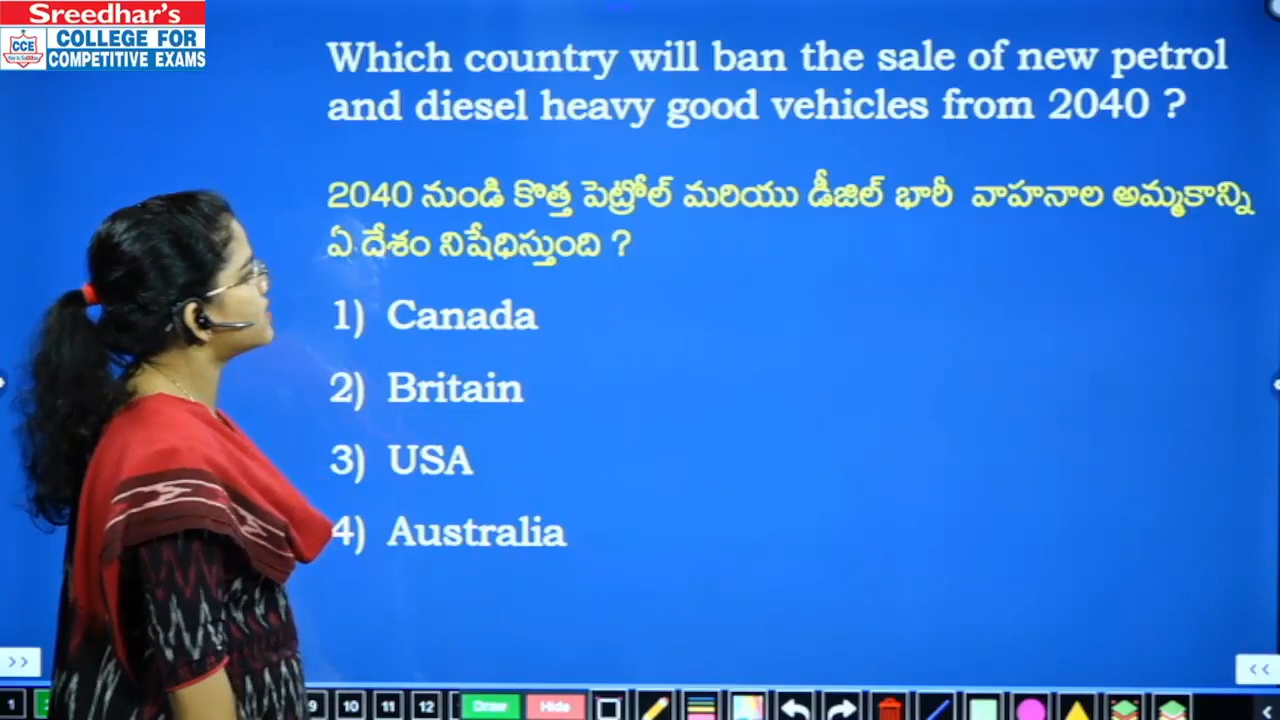 Sreedhar's
CCE
COLLEGE FOR
COMPETITIVE EXAMS
Which country will ban the sale of new petrol
and diesel heavy good vehicles from 2040 ?
2040 నుండి కొత్త పెట్రోల్ మరియు డీజిల్ భారీ వాహనాల అమ్మకాన్ని
ఏ దేశం నిషేధిస్తుంది ?
1) Canada
2) Britain
3) USA
4) Australia
>> <<
1 9 10 11 12 Draw Hide <